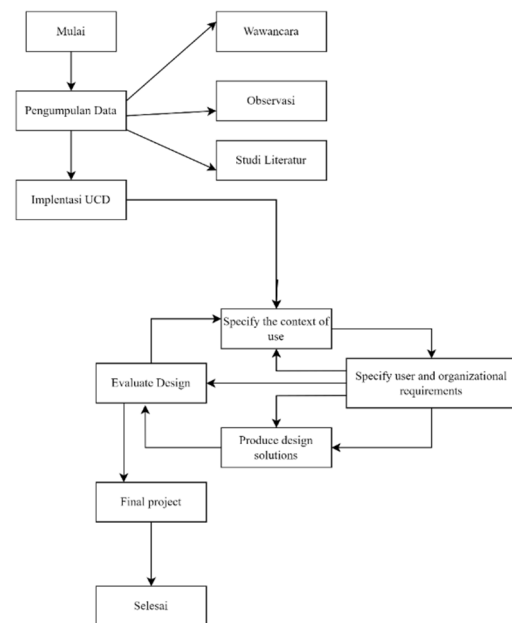 Mulai
Wawancara
Pengumpulan Data
Observasi
Studi Literatur
Implentasi UCD
Specify the context of
use
Evaluate Design
Specify user and organizational
requirements
Produce design
solutions
Final project
Selesai